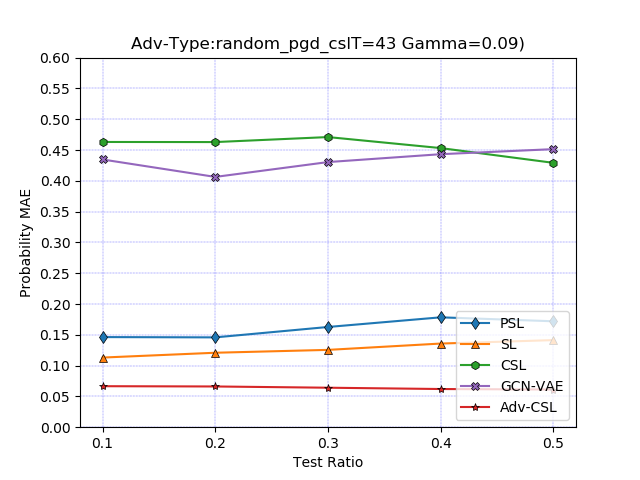 Adv-Type:random_pgd_cslT=43 Gamma=0.09)
0.60
0.55
0.50
0.45
0.40
0.35
0.30
0.25
0.20
0.15
0.10
0.05
0.00
Probability MAE
PSL
SL
CSL
GCN-VAE
Adv-CSL
0.1 0.2 0.3 0.4 0.5
Test Ratio